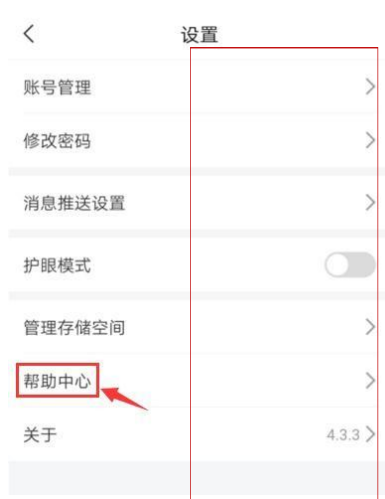 设置
账号管理
修改密码
消息推送设置
护眼模式
管理存储空间
帮助中心
关于 4.3.3